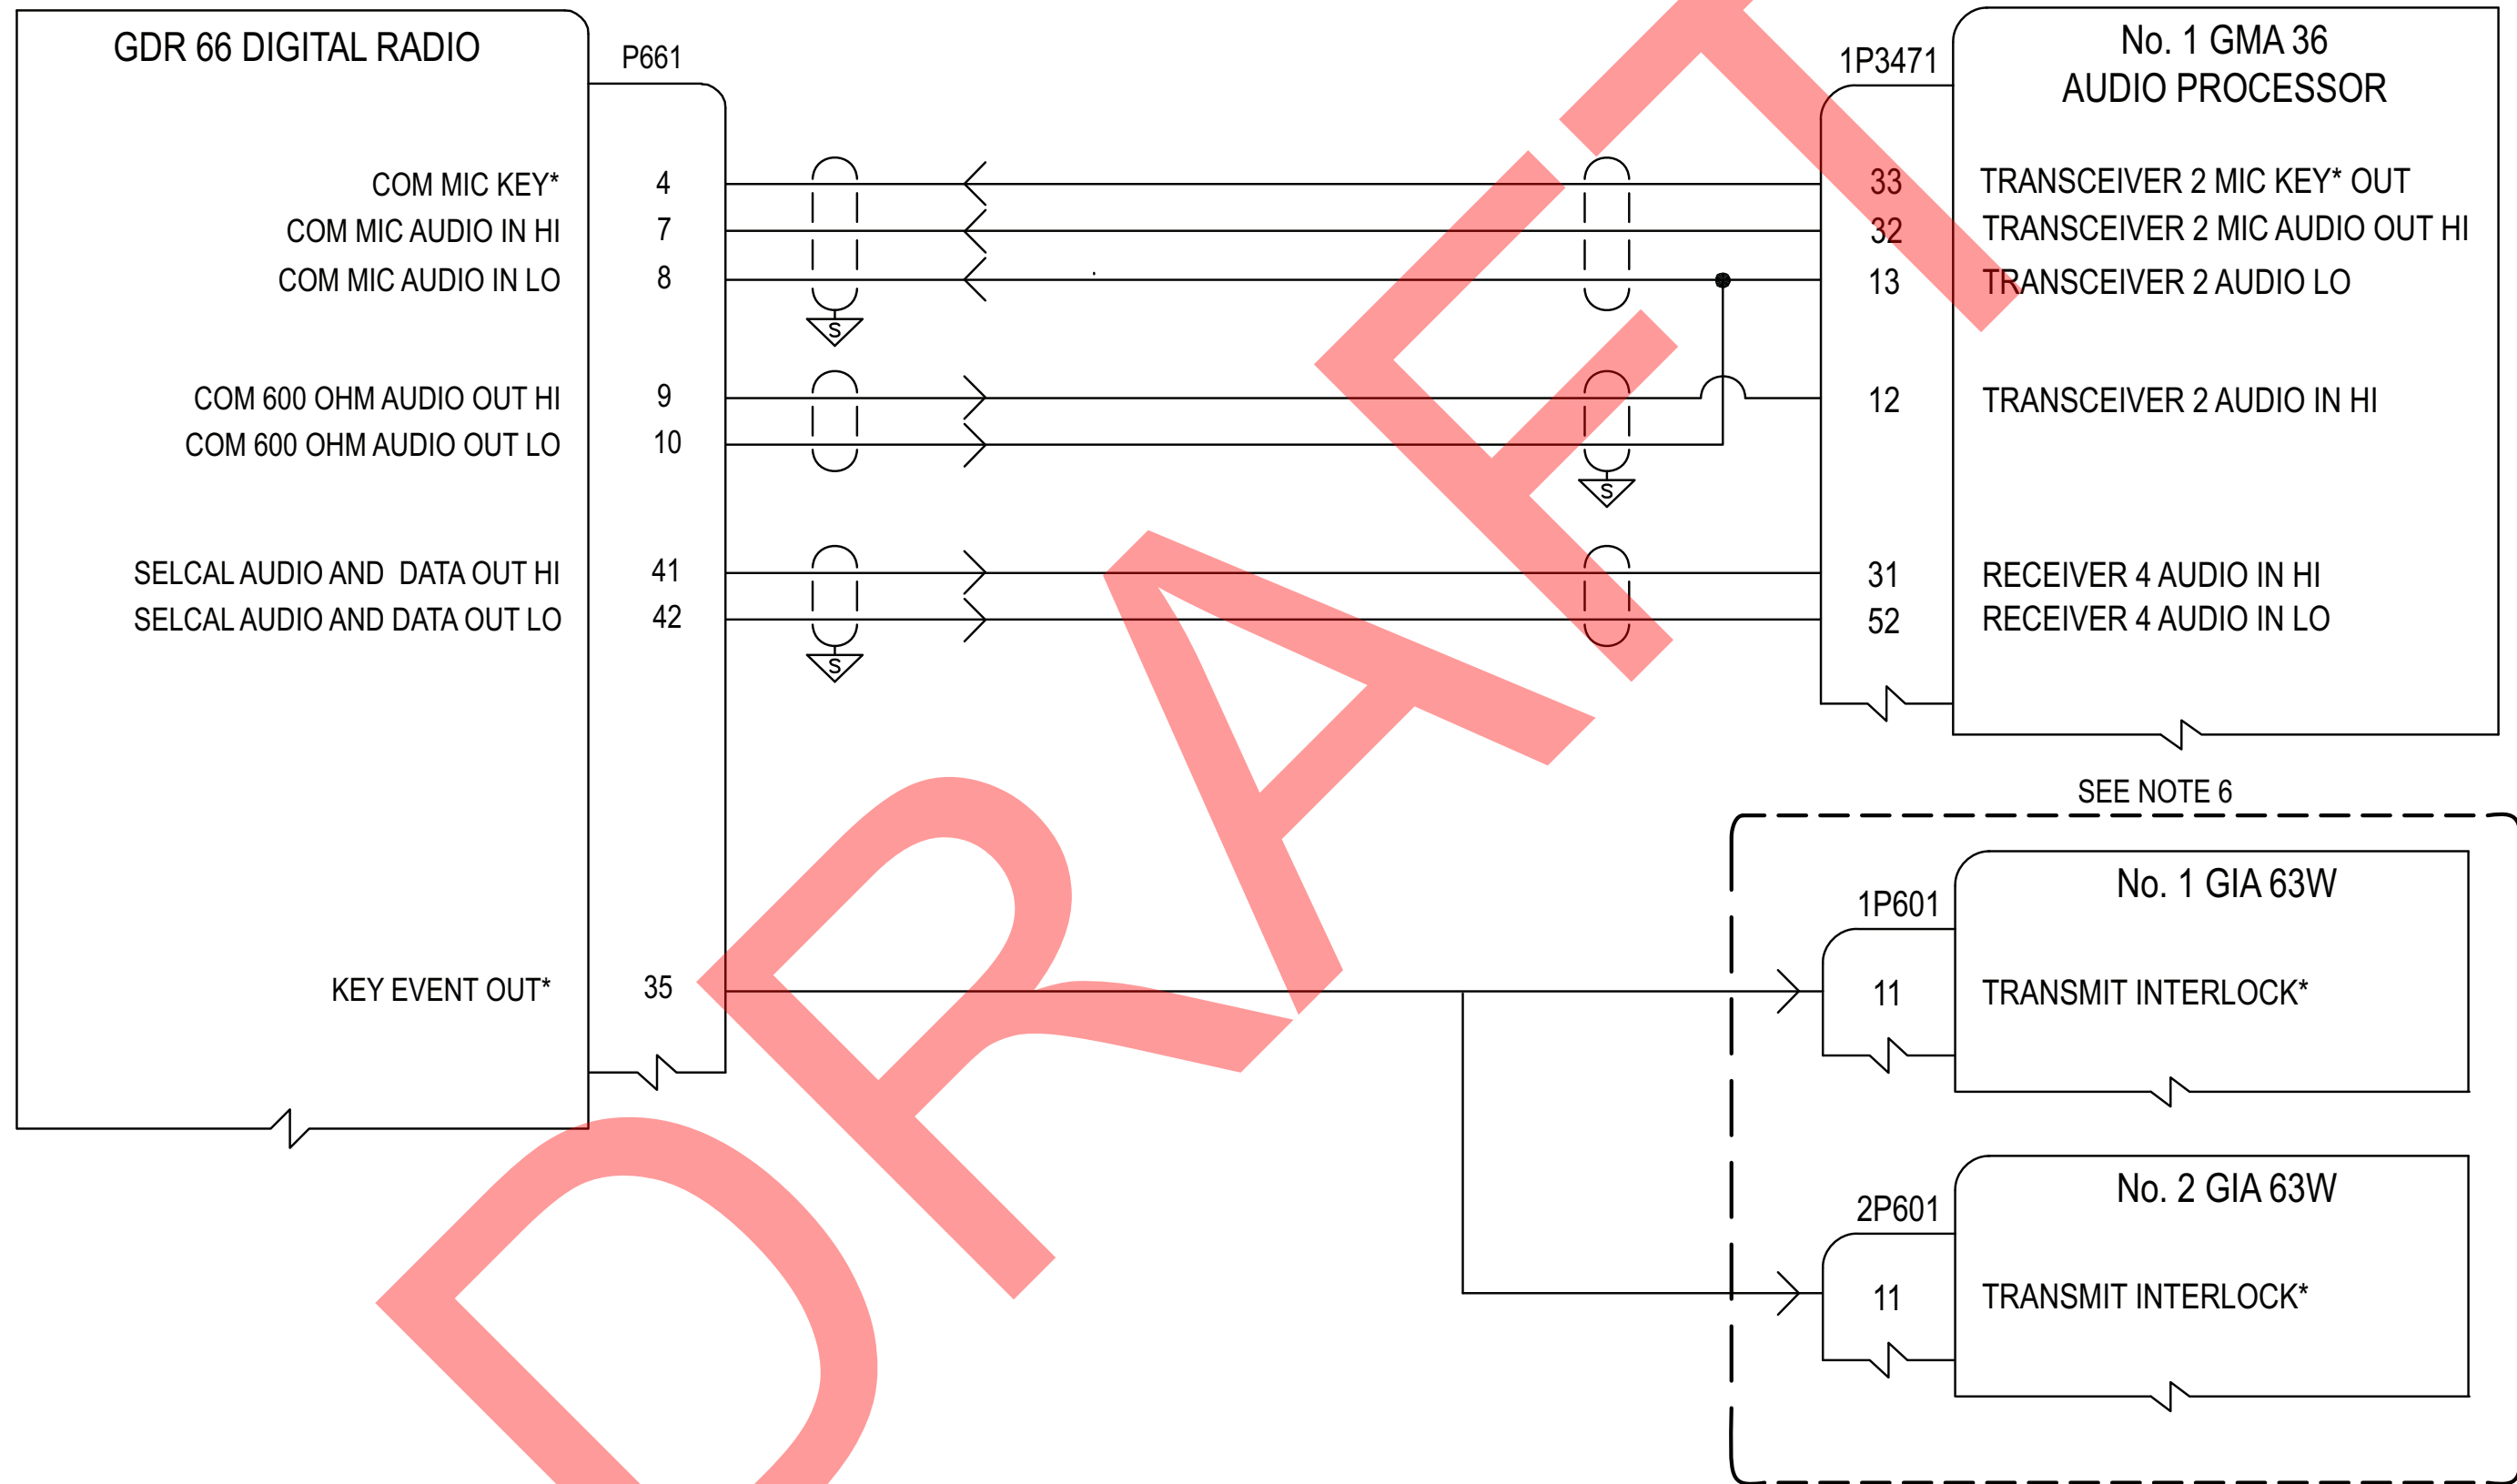 GDR 66 DIGITAL RADIO
P661
COM MIC KEY* 4
COM MIC AUDIO IN HI 7
COM MIC AUDIO IN LO 8
COM 600 OHM AUDIO OUT HI 9
COM 600 OHM AUDIO OUT LO 10
SELCAL AUDIO AND DATA OUT HI 41
SELCAL AUDIO AND DATA OUT LO 42
KEY EVENT OUT* 35
S
S
S
1P3471
No. 1 GMA 36
AUDIO PROCESSOR
33 TRANSCEIVER 2 MIC KEY* OUT
32 TRANSCEIVER 2 MIC AUDIO OUT HI
13 TRANSCEIVER 2 AUDIO LO
12 TRANSCEIVER 2 AUDIO IN HI
31 RECEIVER 4 AUDIO IN HI
52 RECEIVER 4 AUDIO IN LO
SEE NOTE 6
No. 1 GIA 63W
1P601
11 TRANSMIT INTERLOCK*
No. 2 GIA 63W
2P601
11 TRANSMIT INTERLOCK*
DRAFT